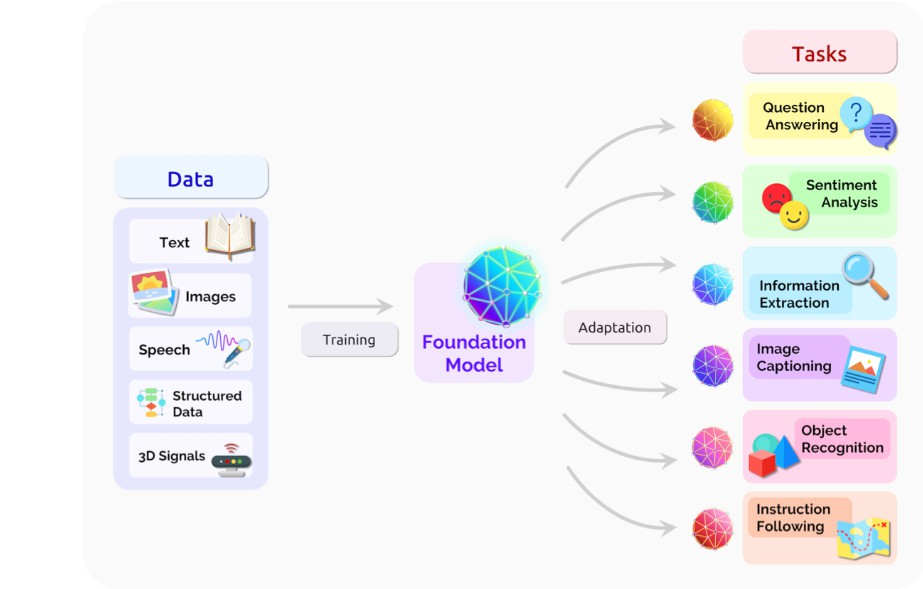 Data
Text
Images
Speech
Structured
Data
3D Signals
Training
Foundation
Model
Adaptation
Tasks
Question
Answering
Sentiment
Analysis
Information
Extraction
Image
Captioning
Object
Recognition
Instruction
Following